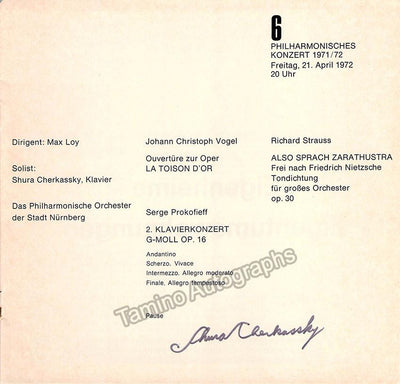 6
PHILHARMONISCHES
KONZERT 1971/72
Freitag, 21. April 1972
20 Uhr
Dirigent: Max Loy
Solist:
Shura Cherkassky, Klavier
Das Philharmonische Orchester
der Stadt Nürnberg
Johann Christoph Vogel
Ouvertüre zur Oper
LA TOISON D'OR
Serge Prokofieff
2. KLAVIERKONZERT
G-MOLL OP. 16
Andantino
Scherzo, Vivace
Intermezzo, Allegro moderato
Finale, Allegro tempestoso
Pause
Richard Strauss
ALSO SPRACH ZARATHUSTRA
Frei nach Friedrich Nietzsche
Tondichtung
für großes Orchester
op. 30
Tamino Autographs
Shura Cherkassky